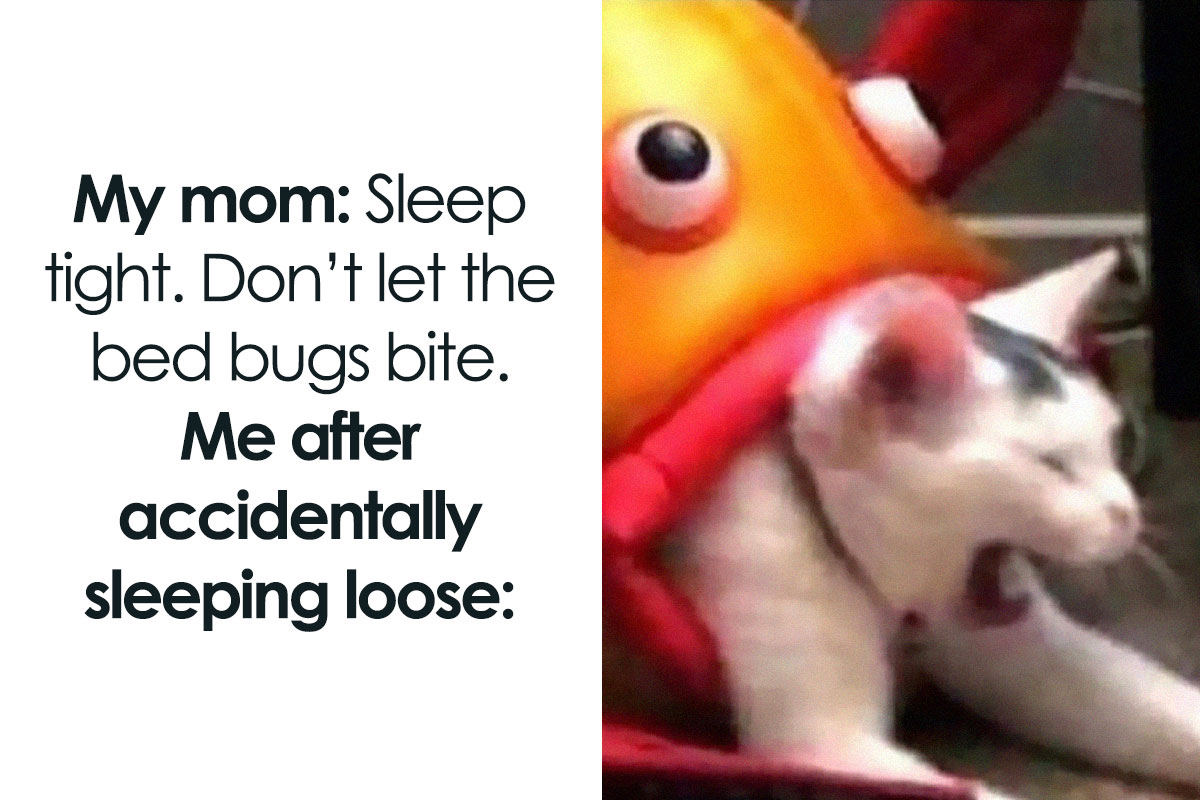 My mom: Sleep
tight. Don’t let the
bed bugs bite.
Me after
accidentally
sleeping loose: